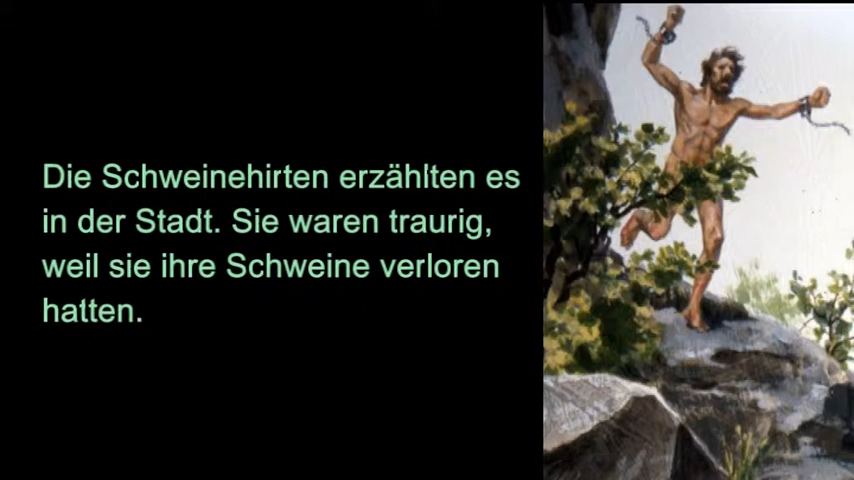 Die Schweinehirten erzählten es
in der Stadt. Sie waren traurig,
weil sie ihre Schweine verloren
hatten.